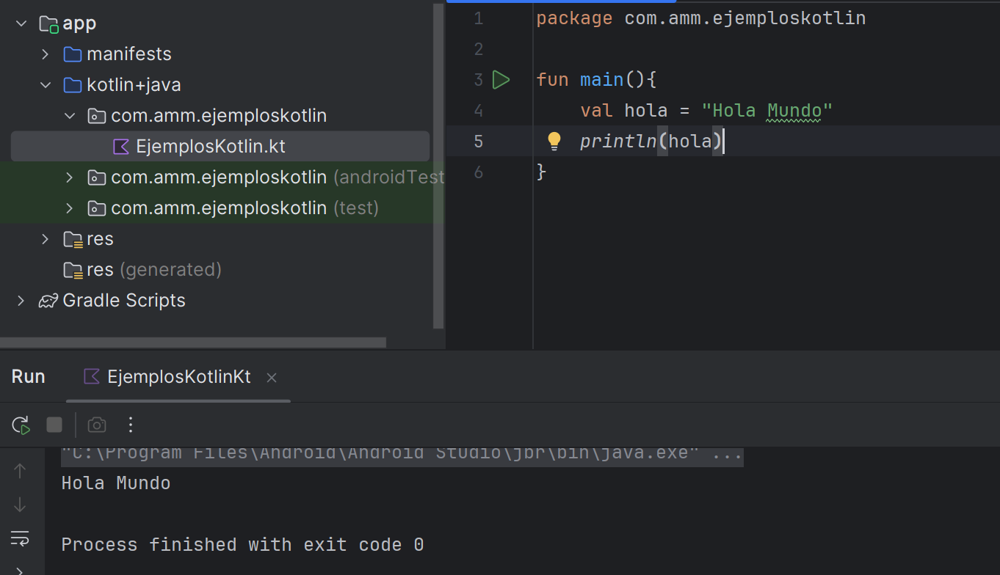 app
manifests
kotlin+java
com.amm.ejemploskotlin
EjemplosKotlin.kt
com.amm.ejemploskotlin (androidTest
com.amm.ejemploskotlin (test)
res
res (generated)
Gradle Scripts
1 package com.amm.ejemploskotlin
2
3 fun main(){
4 val hola = "Hola Mundo"
5 println(hola)
6 }
Run EjemplosKotlinKt
"C:\Program Files\Android\Android Studio\jbr\bin\java.exe" ...
Hola Mundo
Process finished with exit code 0